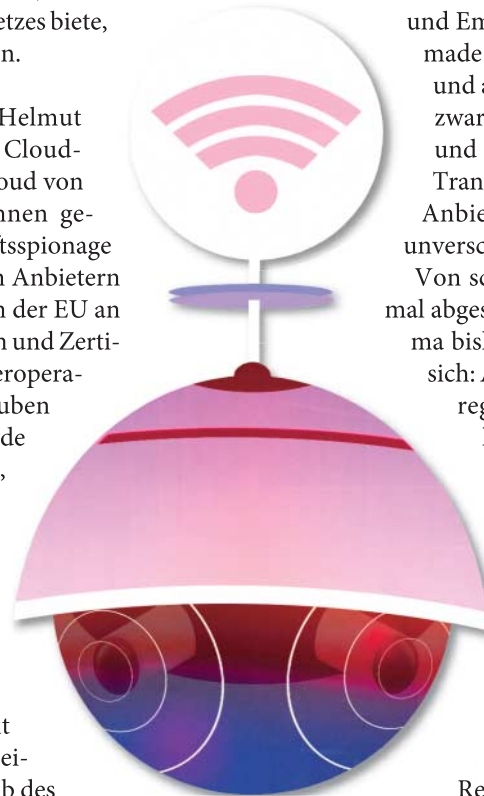 etzes biete,
n.
Helmut
Cloud-
oud von
nnen ge-
ftsspionage
n Anbietern
n der EU an
n und Zerti-
eropera-
uben
de
,
t
ei-
b des
und Em
made
und a
zwar
und
Tran
Anbie
unversc
Von sc
mal abges
ma bisl
sich: A
reg
Re